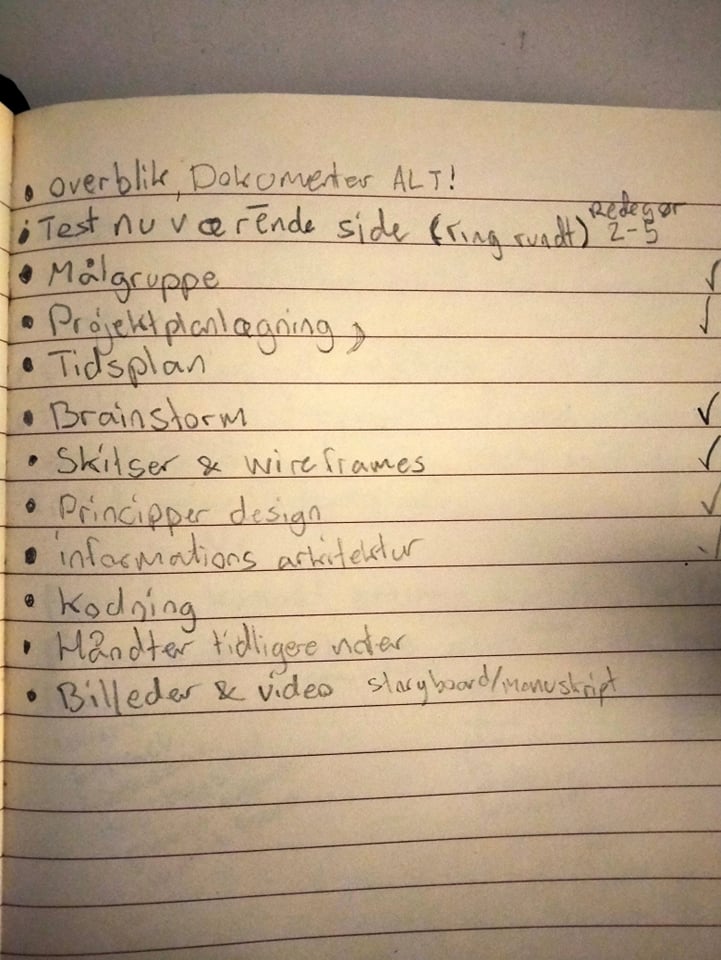 • overblik, Dokumenter ALT!
• Test nuværende side (ring rundt) Redegør 2-5
• Målgruppe ✓
• Projektplanlægning ✓
• Tidsplan
• Brainstorm ✓
• Skitser & wireframes ✓
• Principper design ✓
• informations arkitektur ✓
• Kodning
• Håndter tidligere noter
• Billeder & video storyboard/manuskript